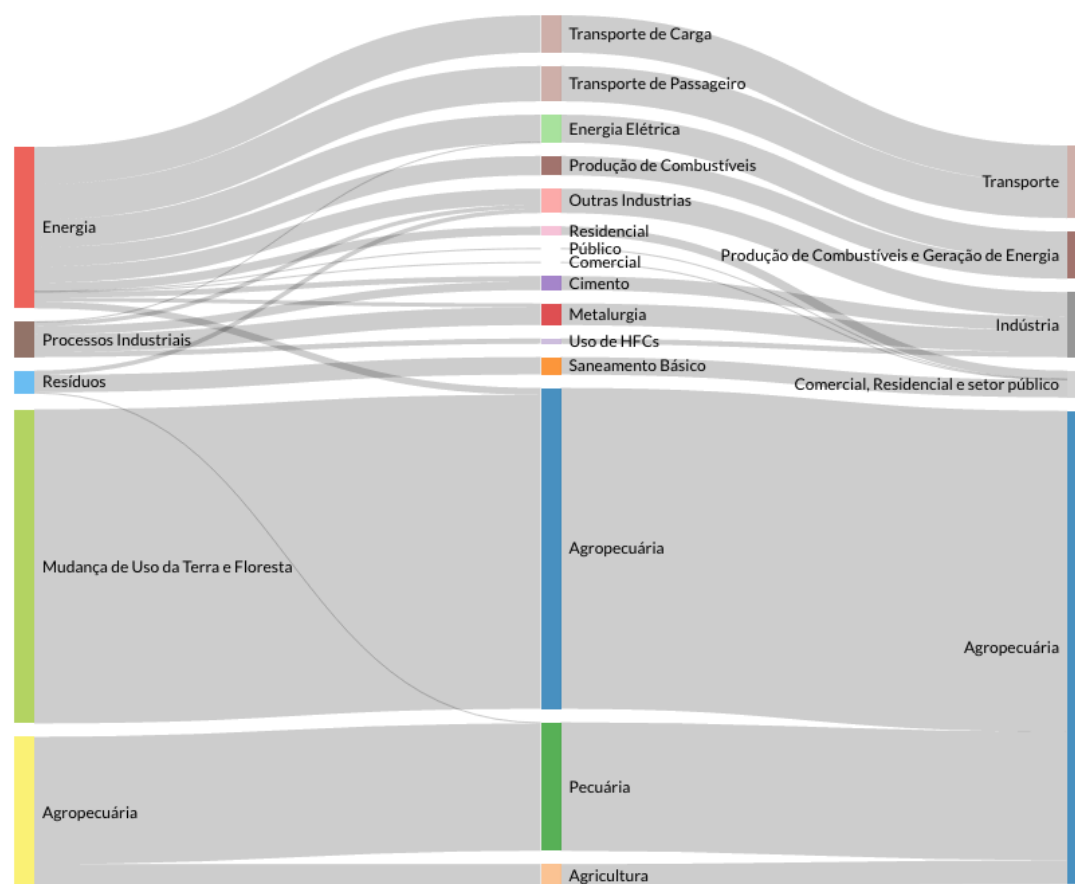 Energia
Processos Industriais
Resíduos
Mudança de Uso da Terra e Floresta
Agropecuária
Transporte de Carga
Transporte de Passageiro
Energia Elétrica
Produção de Combustíveis
Outras Industrias
Residencial
Público
Comercial
Cimento
Metalurgia
Uso de HFCs
Saneamento Básico
Agropecuária
Pecuária
Agricultura
Transporte
Produção de Combustíveis e Geração de Energia
Indústria
Comercial, Residencial e setor público
Agropecuária